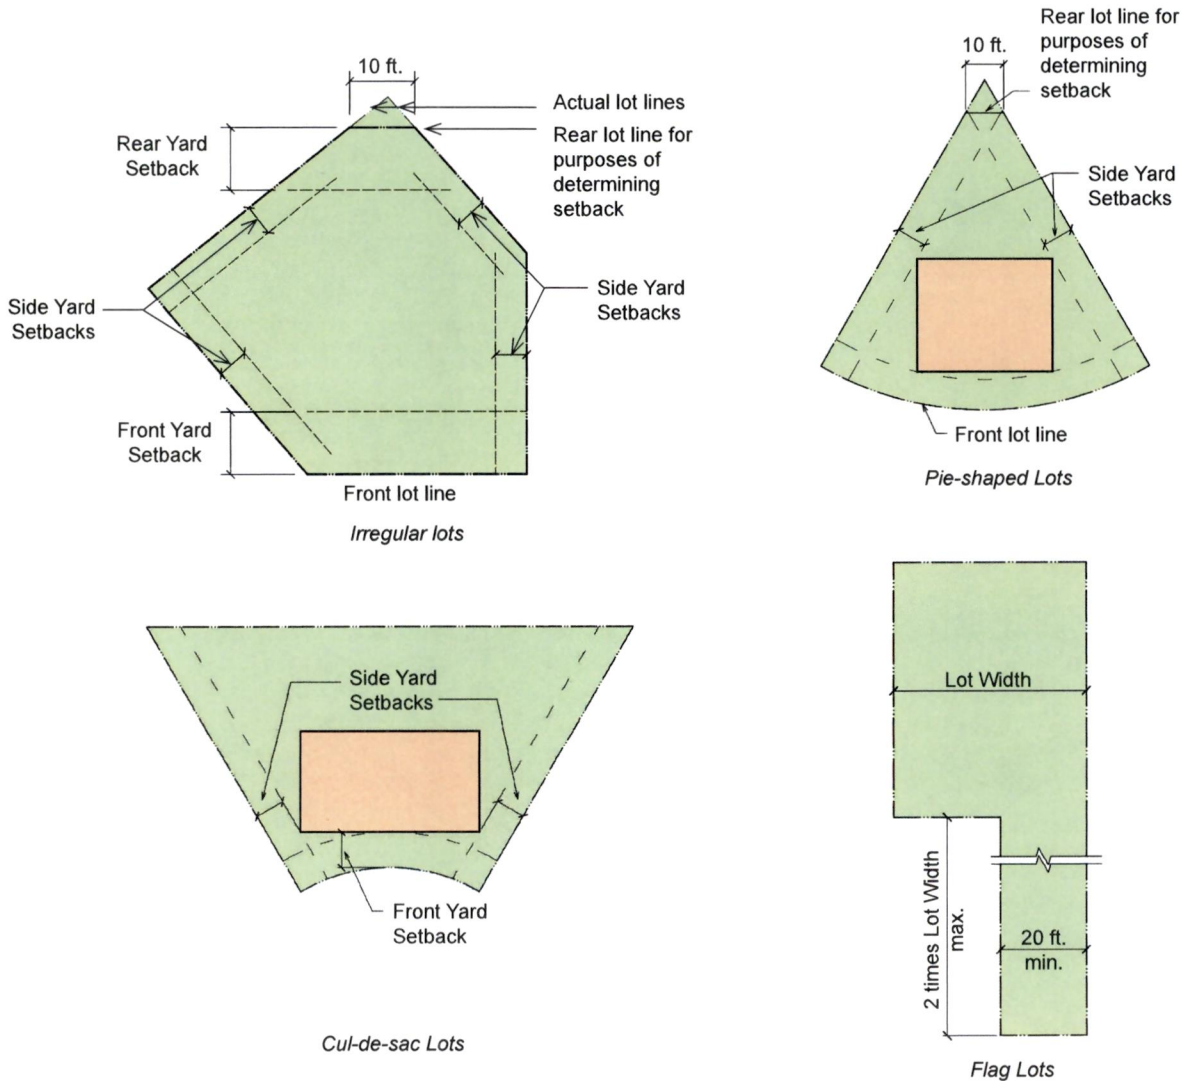 10 ft.
Actual lot lines
Rear lot line for
purposes of
determining
setback
Rear Yard
Setback
Side Yard
Setbacks
Side Yard
Setbacks
Front Yard
Setback
Front lot line
Irregular lots
Rear lot line for
purposes of
determining
setback
10 ft.
Side Yard
Setbacks
Front lot line
Pie-shaped Lots
Side Yard
Setbacks
Front Yard
Setback
Cul-de-sac Lots
Lot Width
2 times Lot Width
max.
20 ft.
min.
Flag Lots